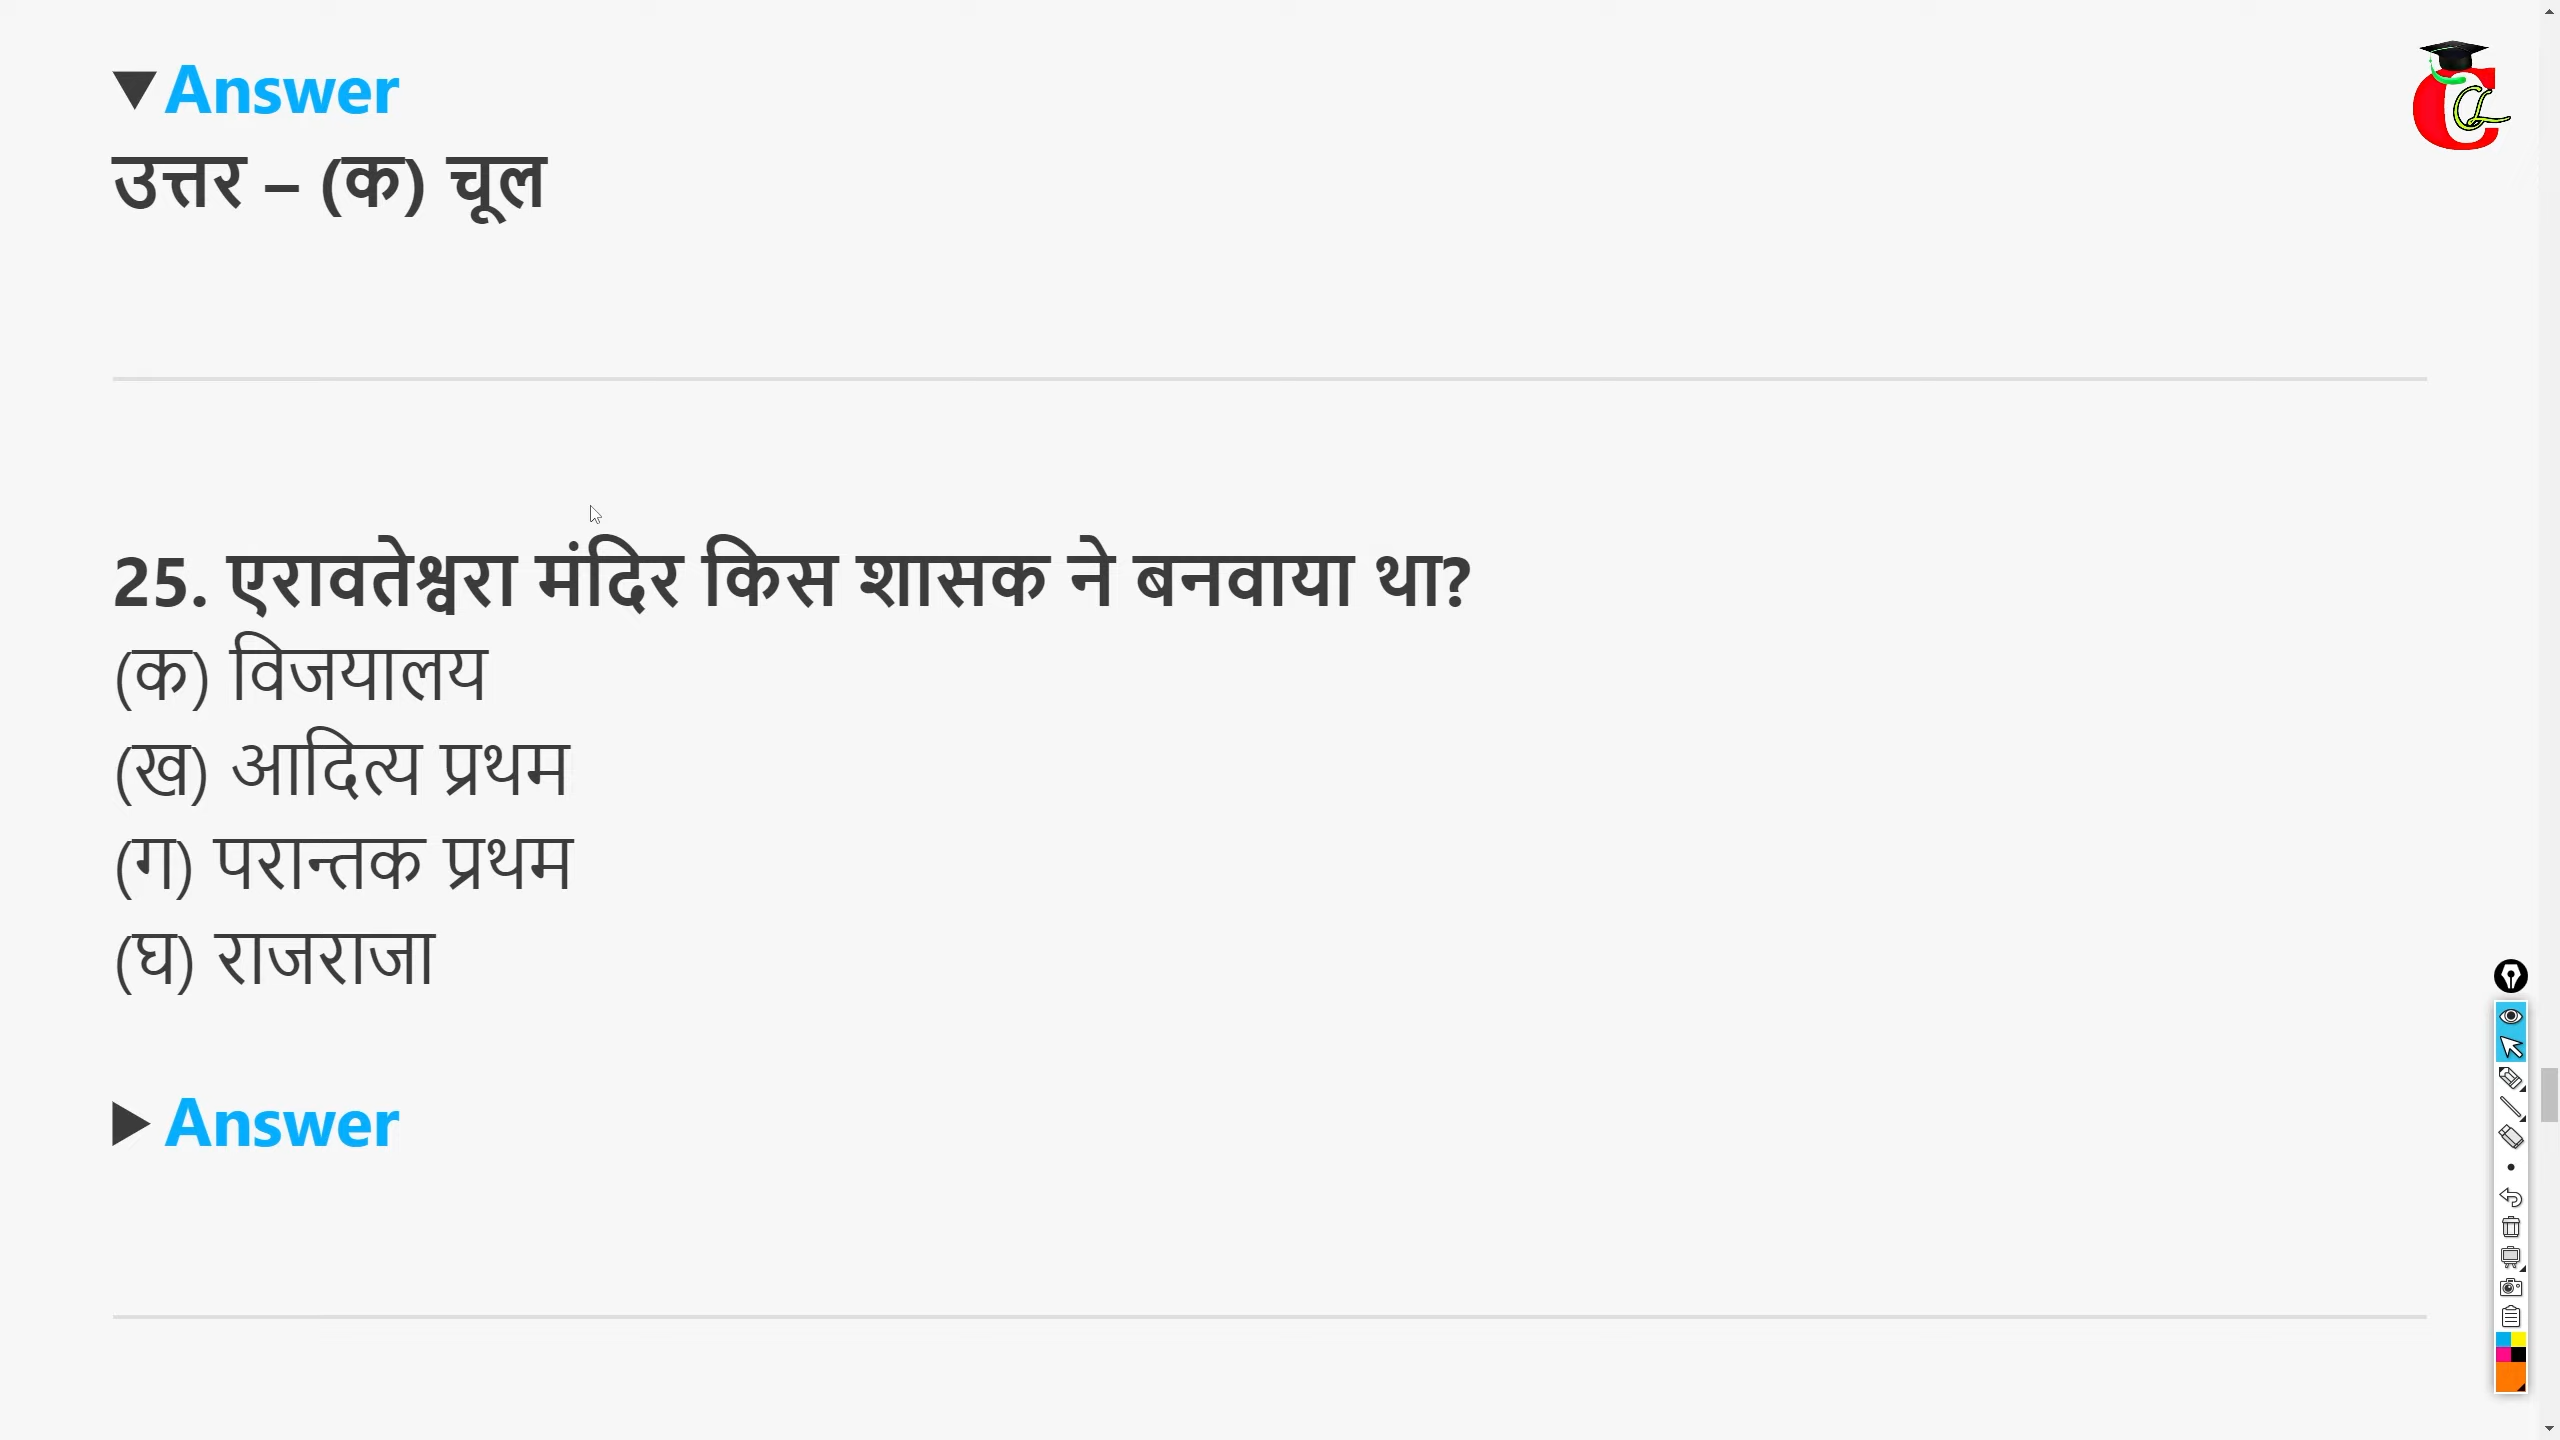 ▼Answer
उत्तर – (क) चूल
25. एरावतेश्वरा मंदिर किस शासक ने बनवाया था?
(क) विजयालय
(ख) आदित्य प्रथम
(ग) परान्तक प्रथम
(घ) राजराजा
▶ Answer